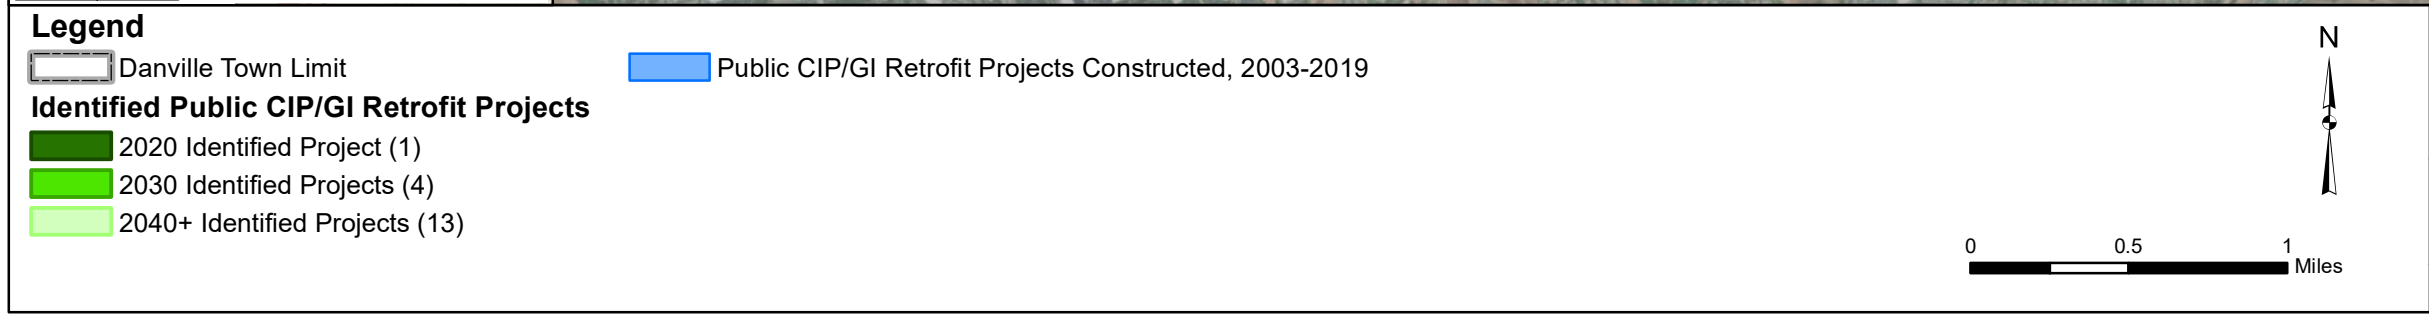 Legend
Danville Town Limit
Public CIP/GI Retrofit Projects Constructed, 2003-2019
Identified Public CIP/GI Retrofit Projects
2020 Identified Project (1)
2030 Identified Projects (4)
2040+ Identified Projects (13)
N
0 0.5 1
Miles